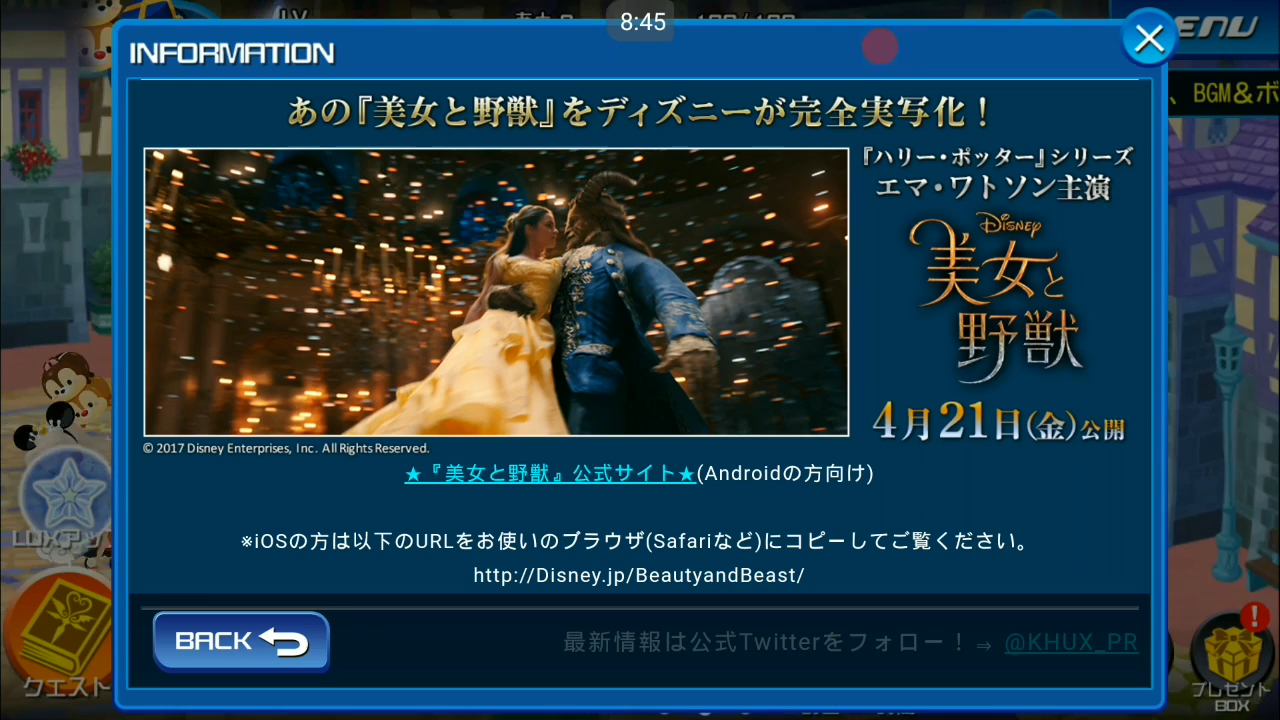 8:45
INFORMATION
ENU
、BGM&ボ
あの『美女と野獣』をディズニーが完全実写化！
『ハリー・ポッター』シリーズ
エマ・ワトソン主演
Disney
美女と
野獣
4月21日(金)公開
© 2017 Disney Enterprises, Inc. All Rights Reserved.
★『美女と野獣』公式サイト★(Androidの方向け)
※iOSの方は以下のURLをお使いのブラウザ(Safariなど)にコピーしてご覧ください。
http://Disney.jp/BeautyandBeast/
BACK
最新情報は公式Twitterをフォロー！⇒ @KHUX_PR
LUXアッ
クエスト
!
プレゼント
BOX